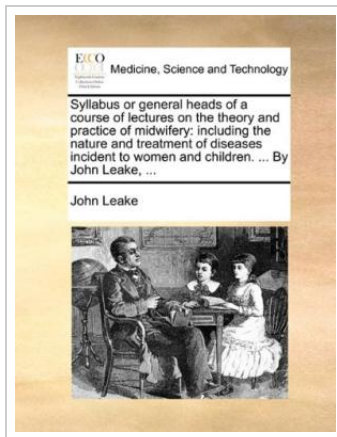 ECCO
Medicine, Science and Technology
Syllabus or general heads of a
course of lectures on the theory and
practice of midwifery: including the
nature and treatment of diseases
incident to women and children. ... By
John Leake, ...
John Leake